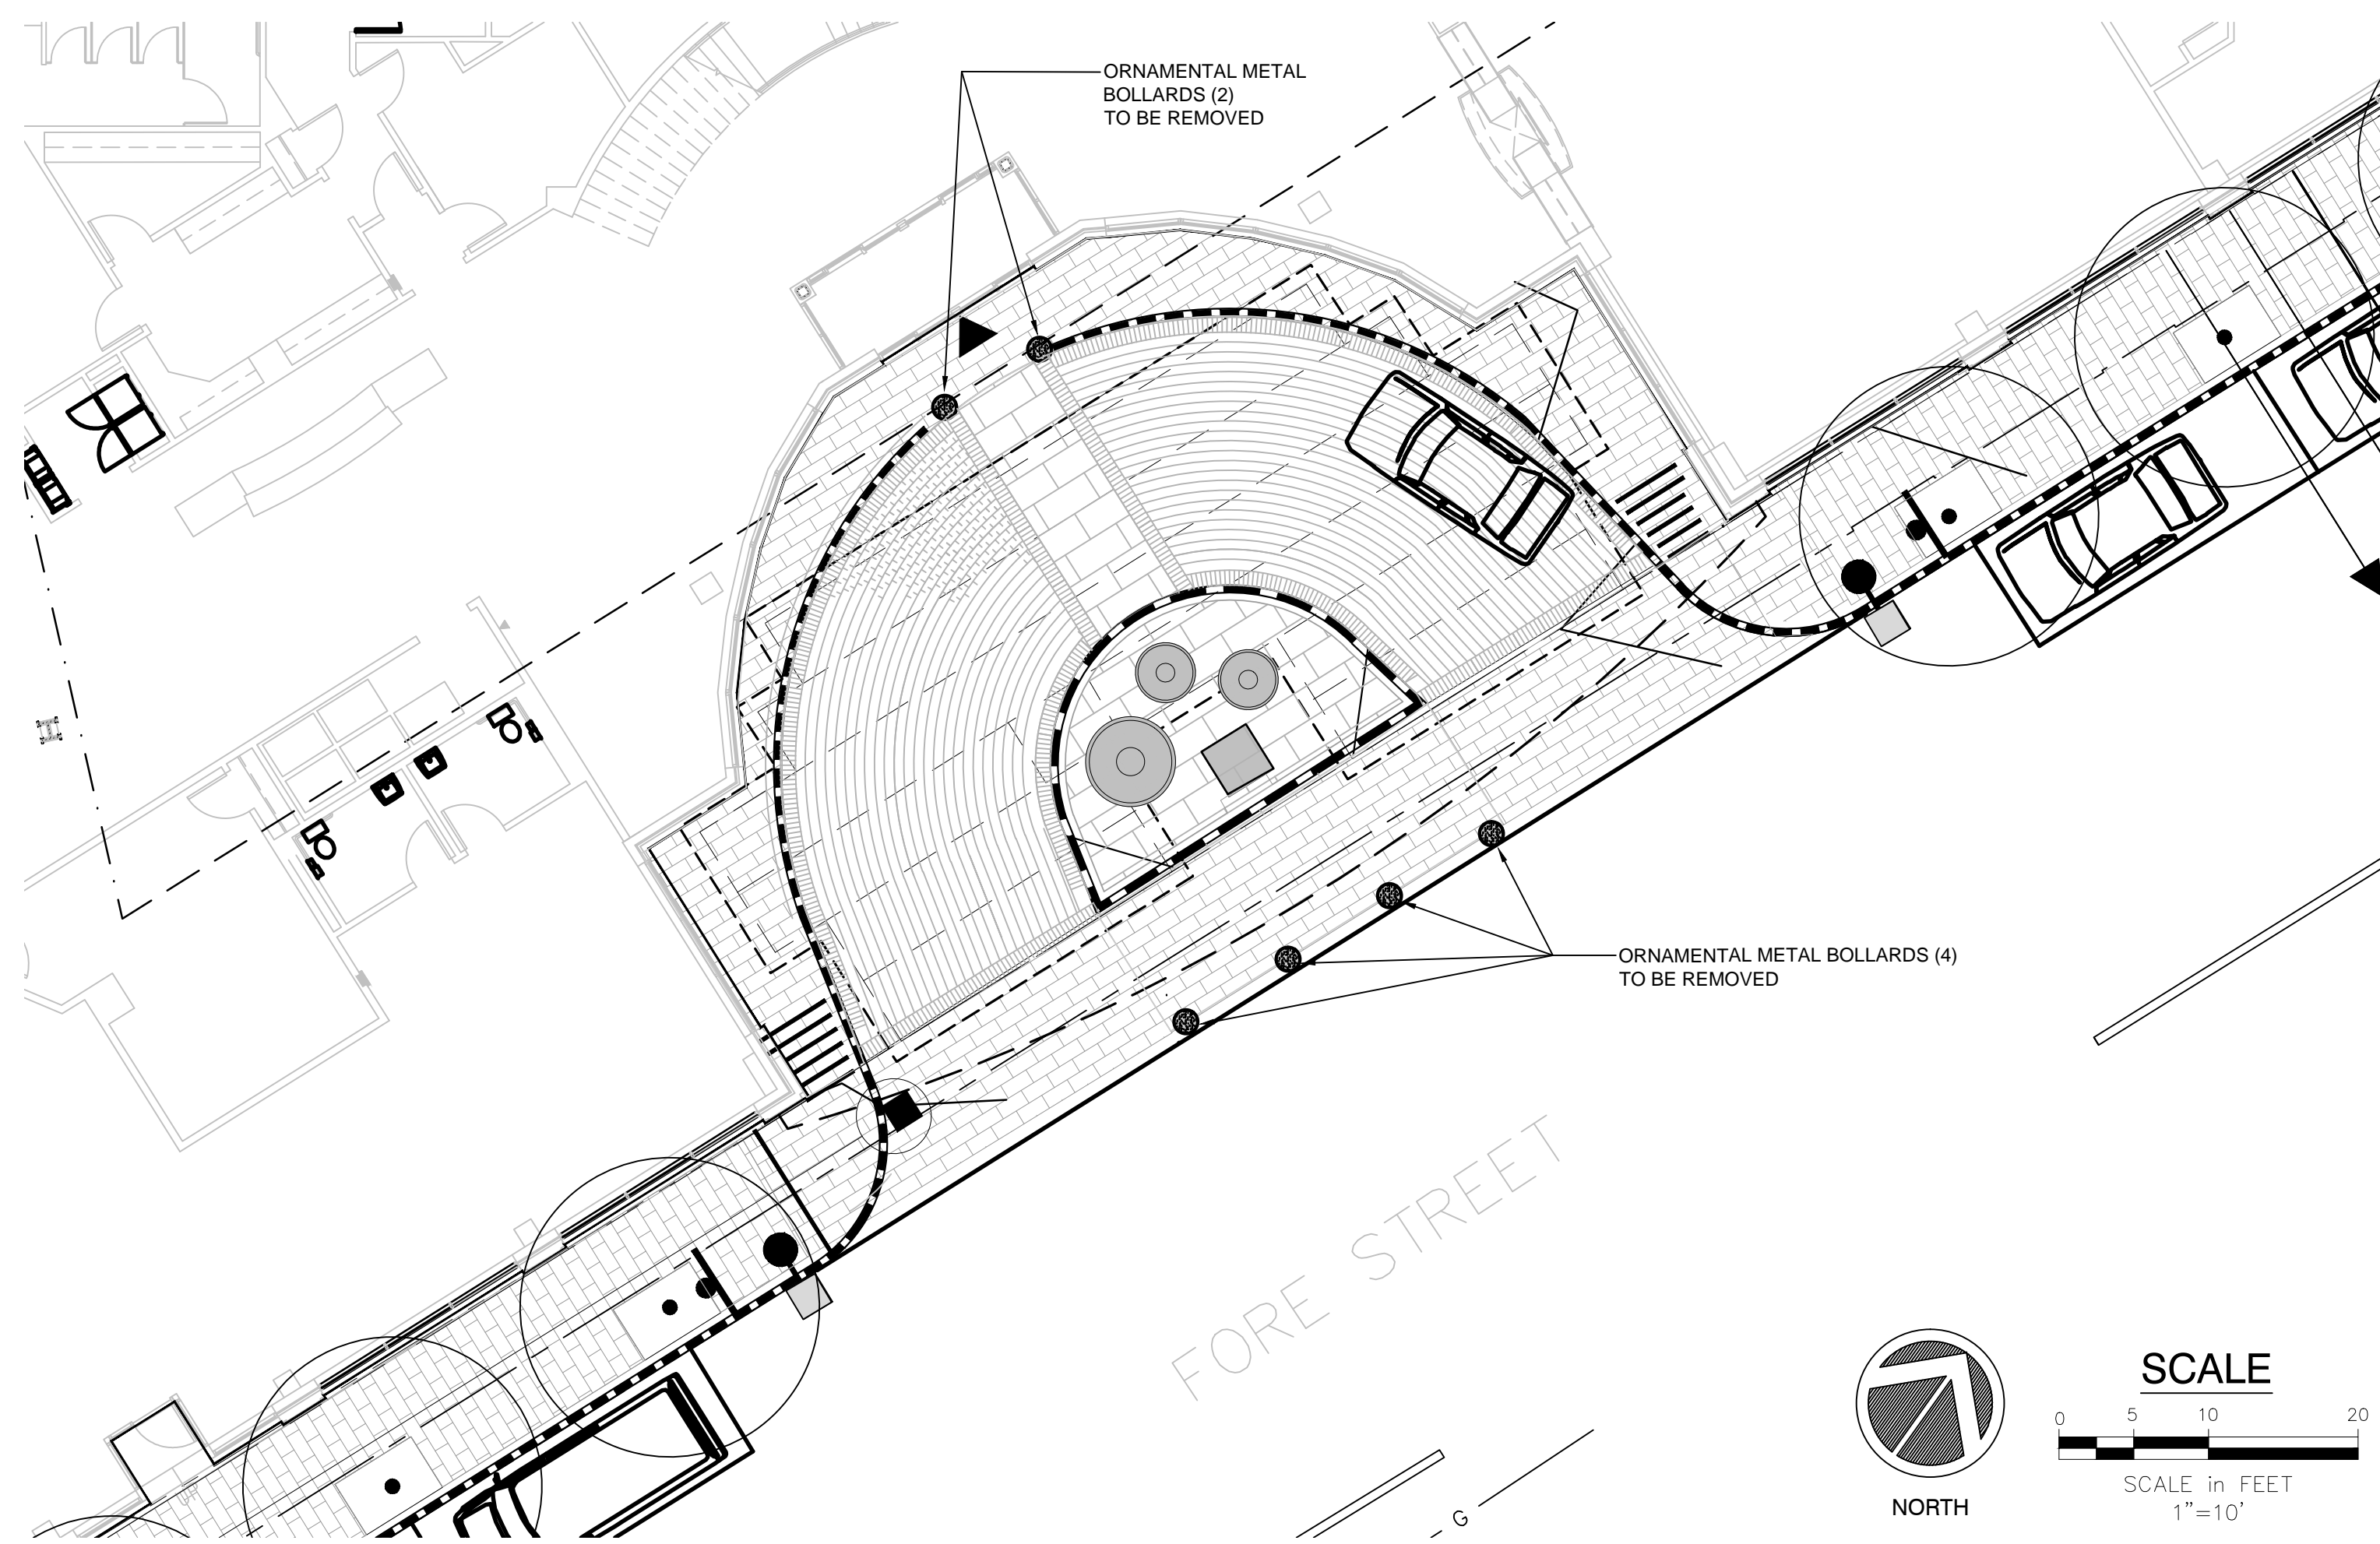 ORNAMENTAL METAL
BOLLARDS (2)
TO BE REMOVED
ORNAMENTAL METAL BOLLARDS (4)
TO BE REMOVED
FORE STREET
G
NORTH
SCALE
0 5 10 20
SCALE in FEET
1"=10'